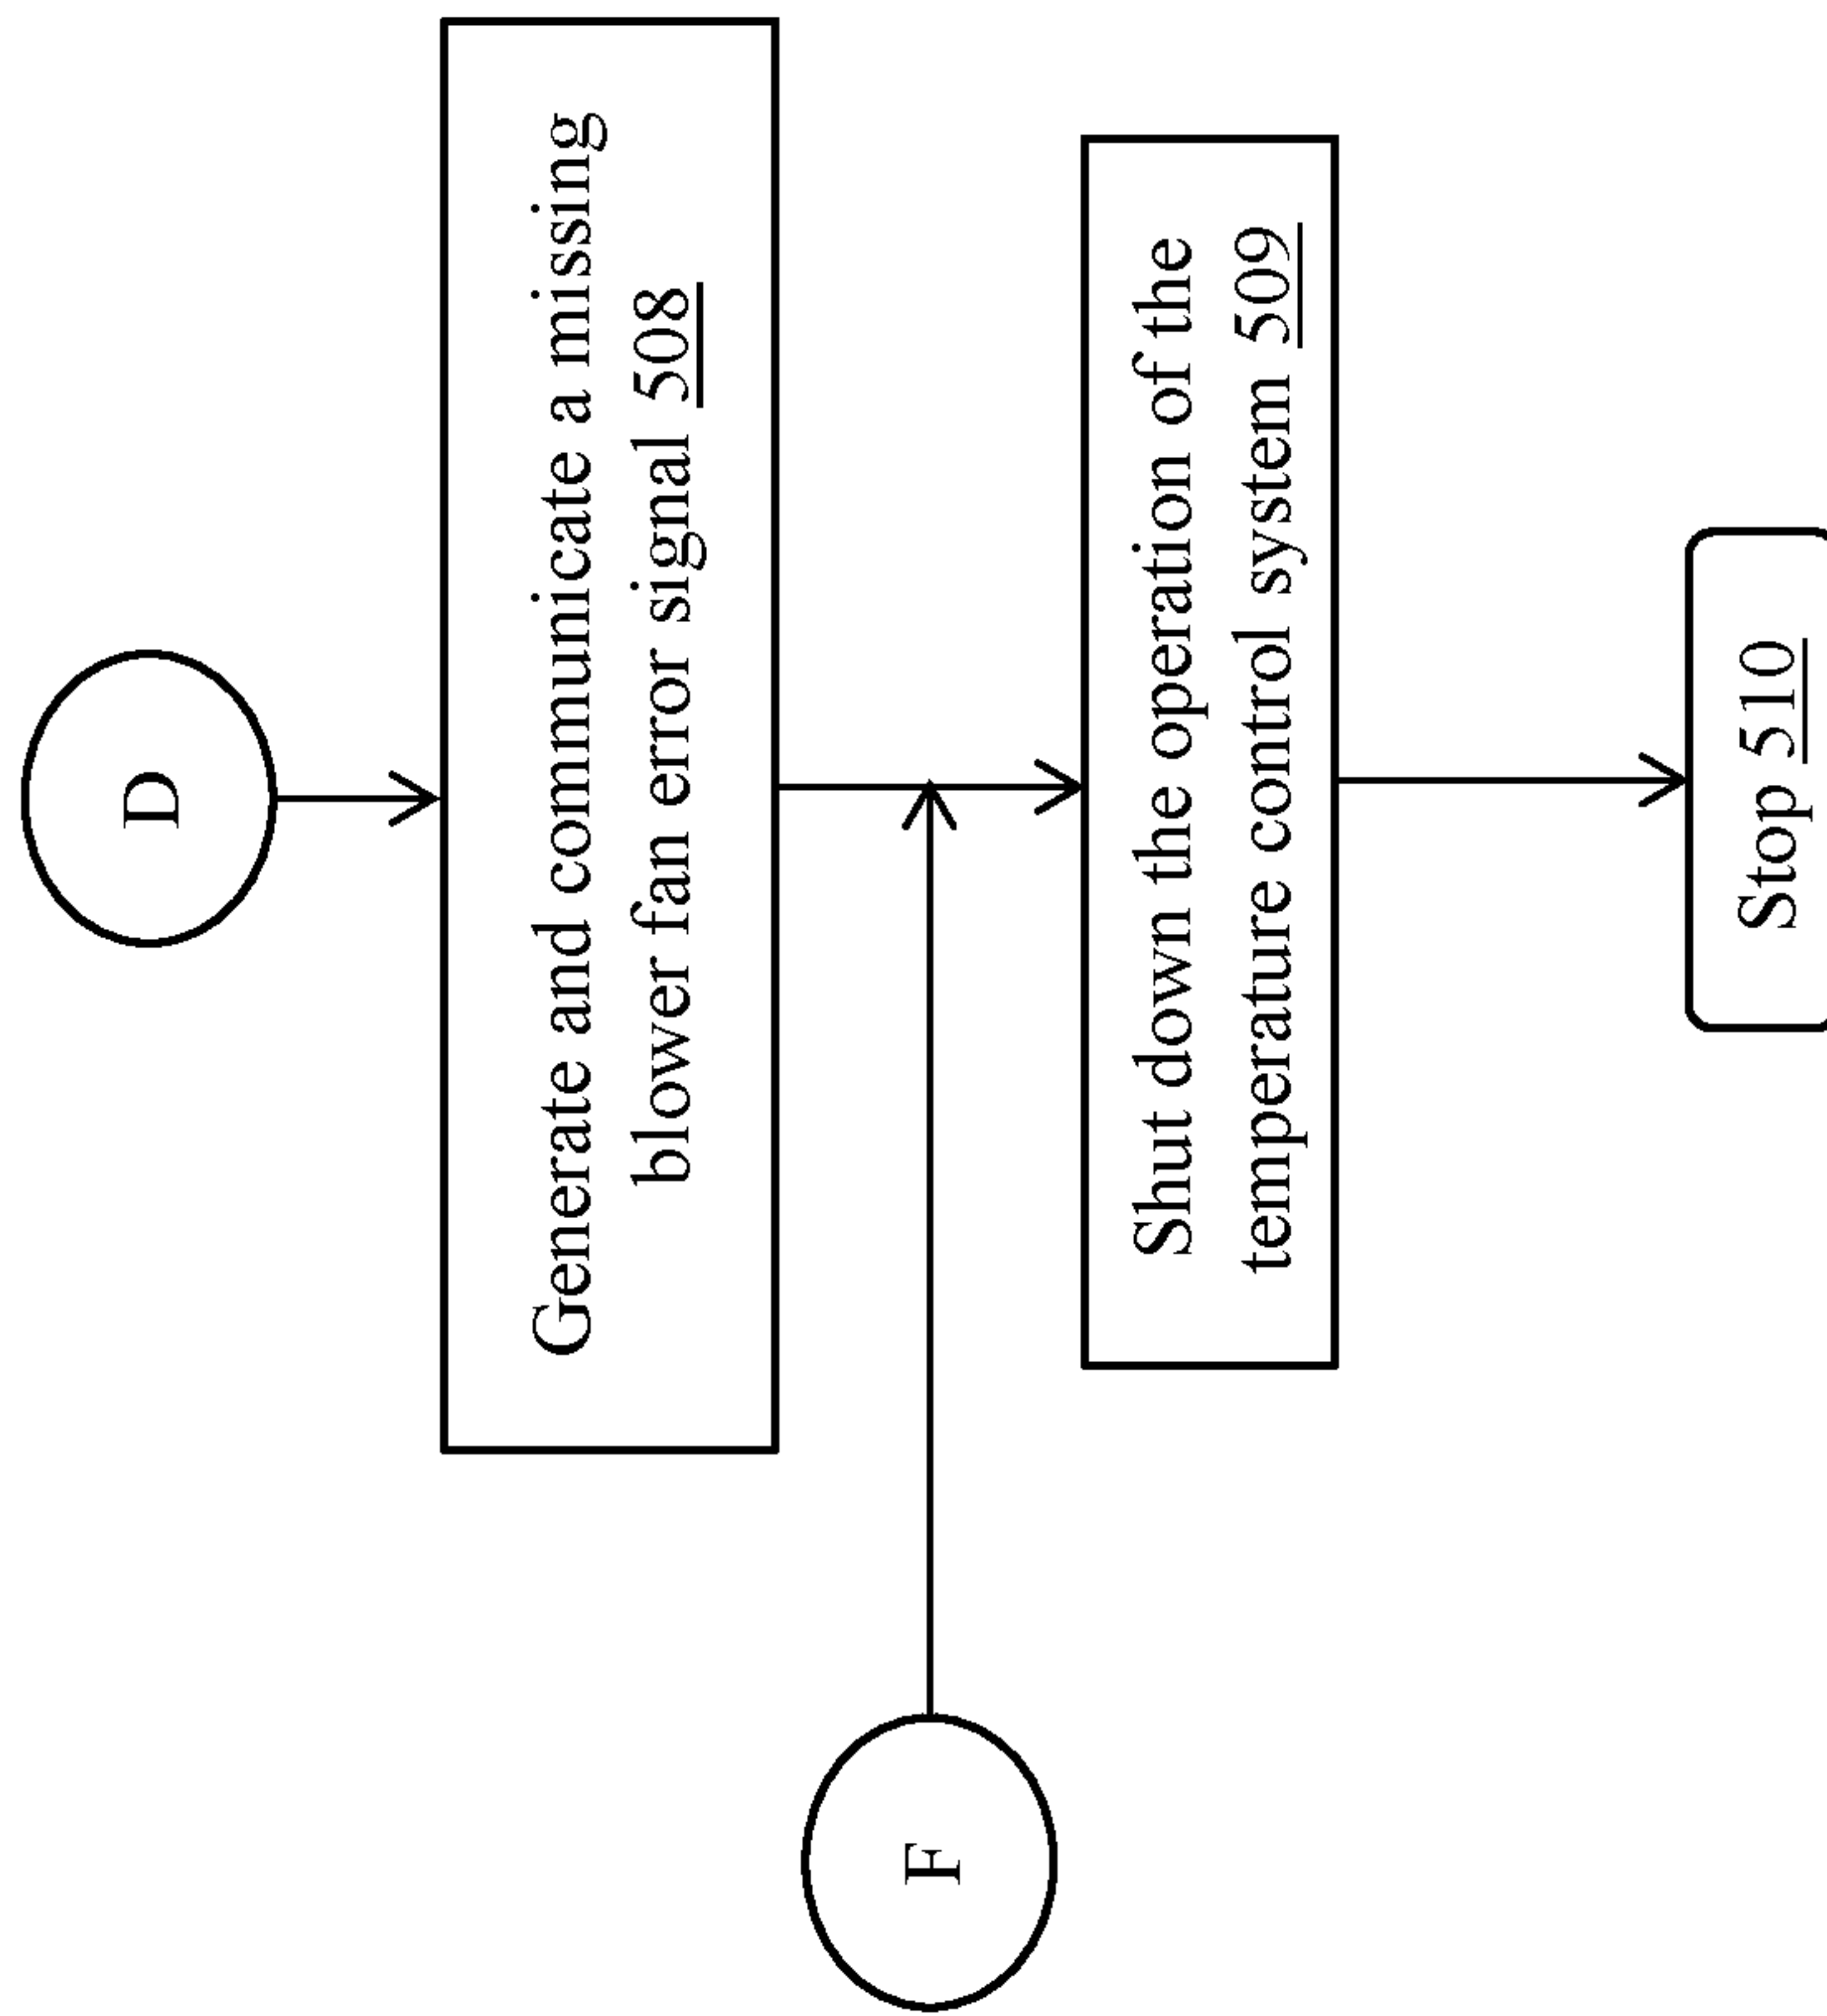 D
Generate and communicate a missing
blower fan error signal 508
F
Shut down the operation of the
temperature control system 509
Stop 510